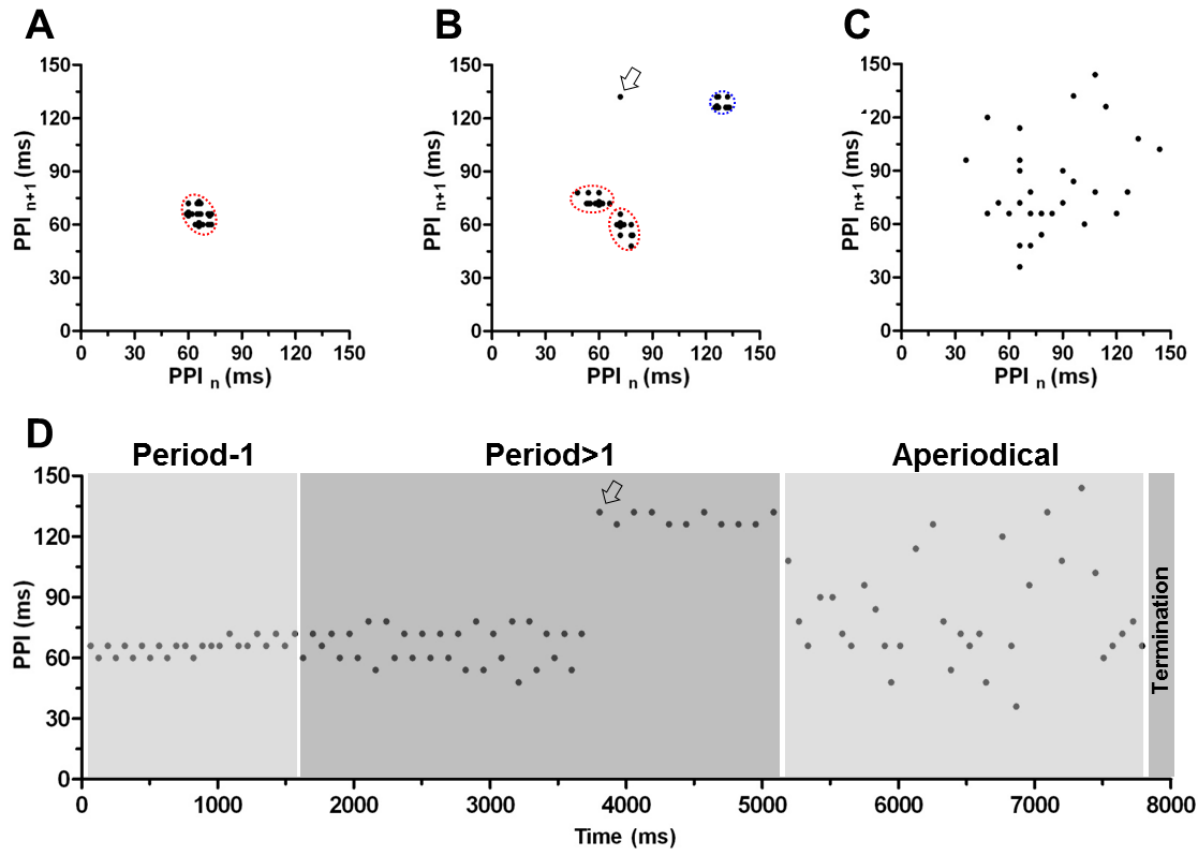 A
B
C
150
120
90
60
30
0
PPI n+1 (ms)
0 30 60 90 120 150
PPI n (ms)
150
120
90
60
30
0
PPI n+1 (ms)
0 30 60 90 120 150
PPI n (ms)
150
120
90
60
30
0
PPI n+1 (ms)
0 30 60 90 120 150
PPI n (ms)
D
Period-1
Period>1
Aperiodical
150
120
90
60
30
0
PPI (ms)
Termination
0 1000 2000 3000 4000 5000 6000 7000 8000
Time (ms)